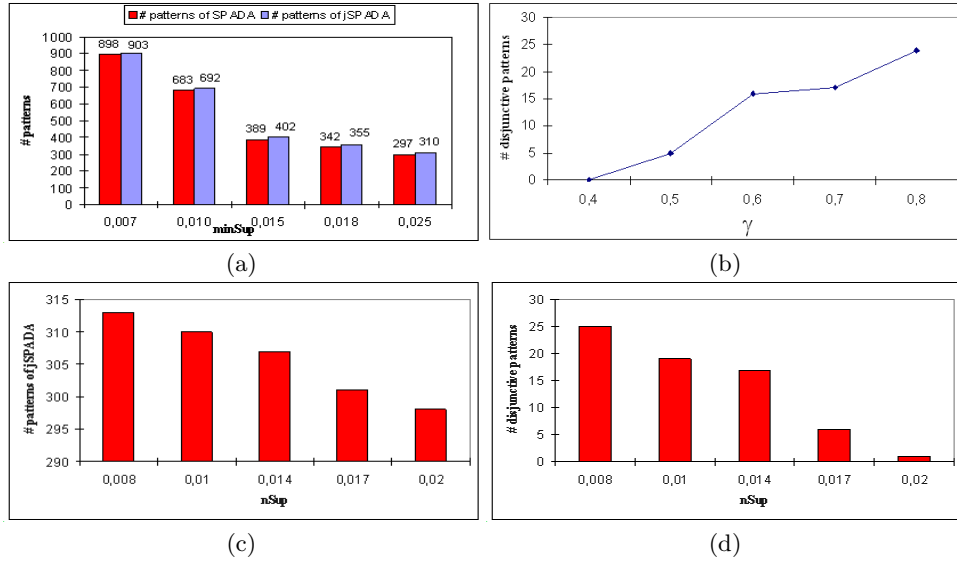 # patterns of SPADA # patterns of jSPADA
# patterns
1000
900
800
700
600
500
400
300
200
100
0
898 903
683 692
389 402
342 355
297 310
0,007 0,010 0,015 0,018 0,025
minSup
(a)
# disjunctive patterns
30
25
20
15
10
5
0
0,4 0,5 0,6 0,7 0,8
γ
(b)
# patterns of jSPADA
315
310
305
300
295
290
0,008 0,01 0,014 0,017 0,02
nSup
(c)
# disjunctive patterns
30
25
20
15
10
5
0
0,008 0,01 0,014 0,017 0,02
nSup
(d)